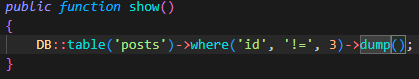 public function show()
{
DB::table('posts')->where('id', '!=', 3)->dump();
}